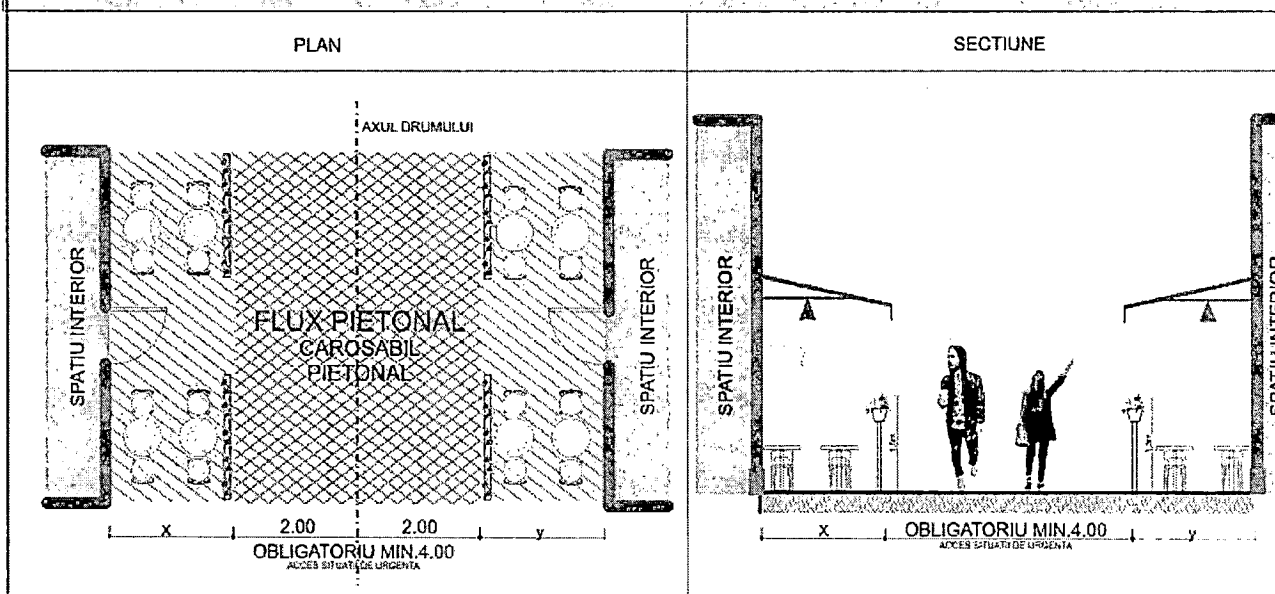 PLAN
SECTIUNE
AXUL DRUMULUI
SPATIU INTERIOR
FLUX PIETONAL
CAROSABIL
PIETONAL
SPATIU INTERIOR
x
2.00
2.00
y
OBLIGATORIU MIN.4.00
ACCES SITUATII DE URGENTA
SPATIU INTERIOR
SPATIU INTERIOR
x
OBLIGATORIU MIN.4.00
y
ACCES SITUATII DE URGENTA